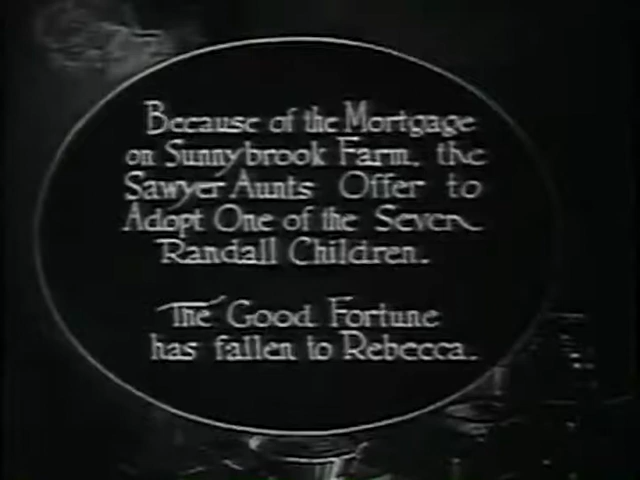 Because of the Mortgage
on Sunnybrook Farm, the
Sawyer Aunts Offer to
Adopt One of the Seven
Randall Children.
The Good Fortune
has fallen to Rebecca.